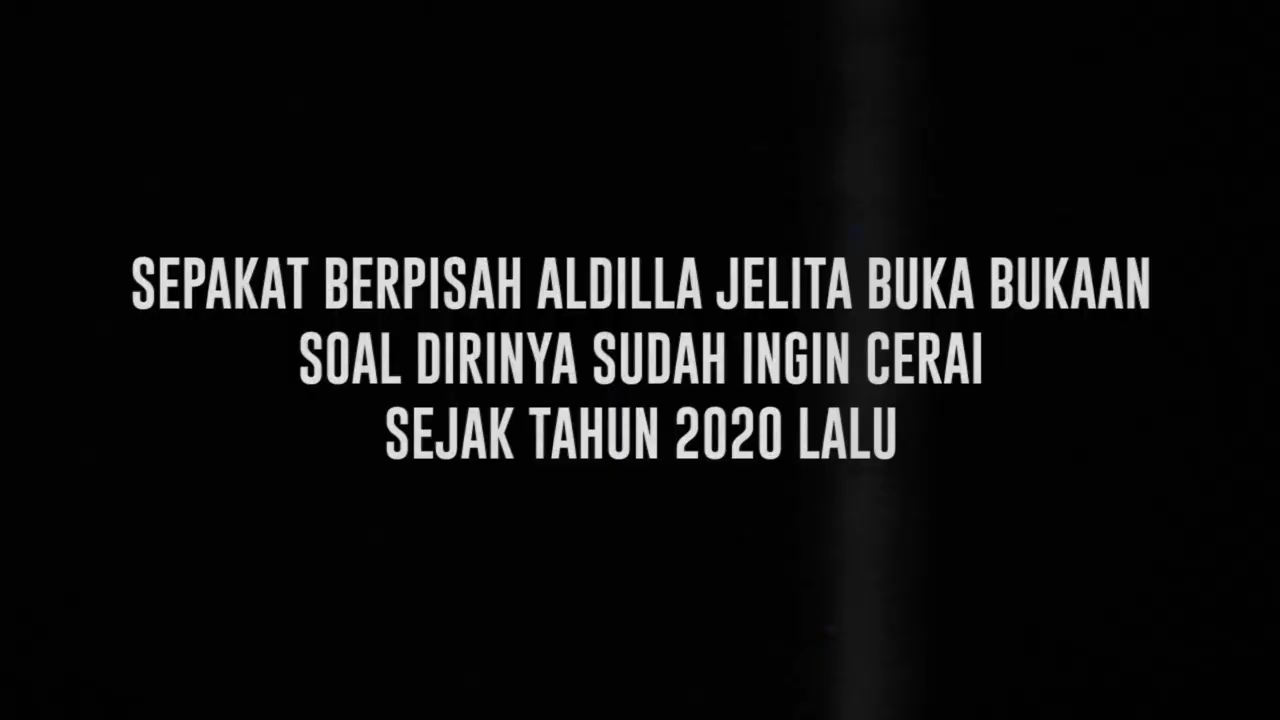 SEPAKAT BERPISAH ALDILLA JELITA BUKA BUKAAN
SOAL DIRINYA SUDAH INGIN CERAI
SEJAK TAHUN 2020 LALU